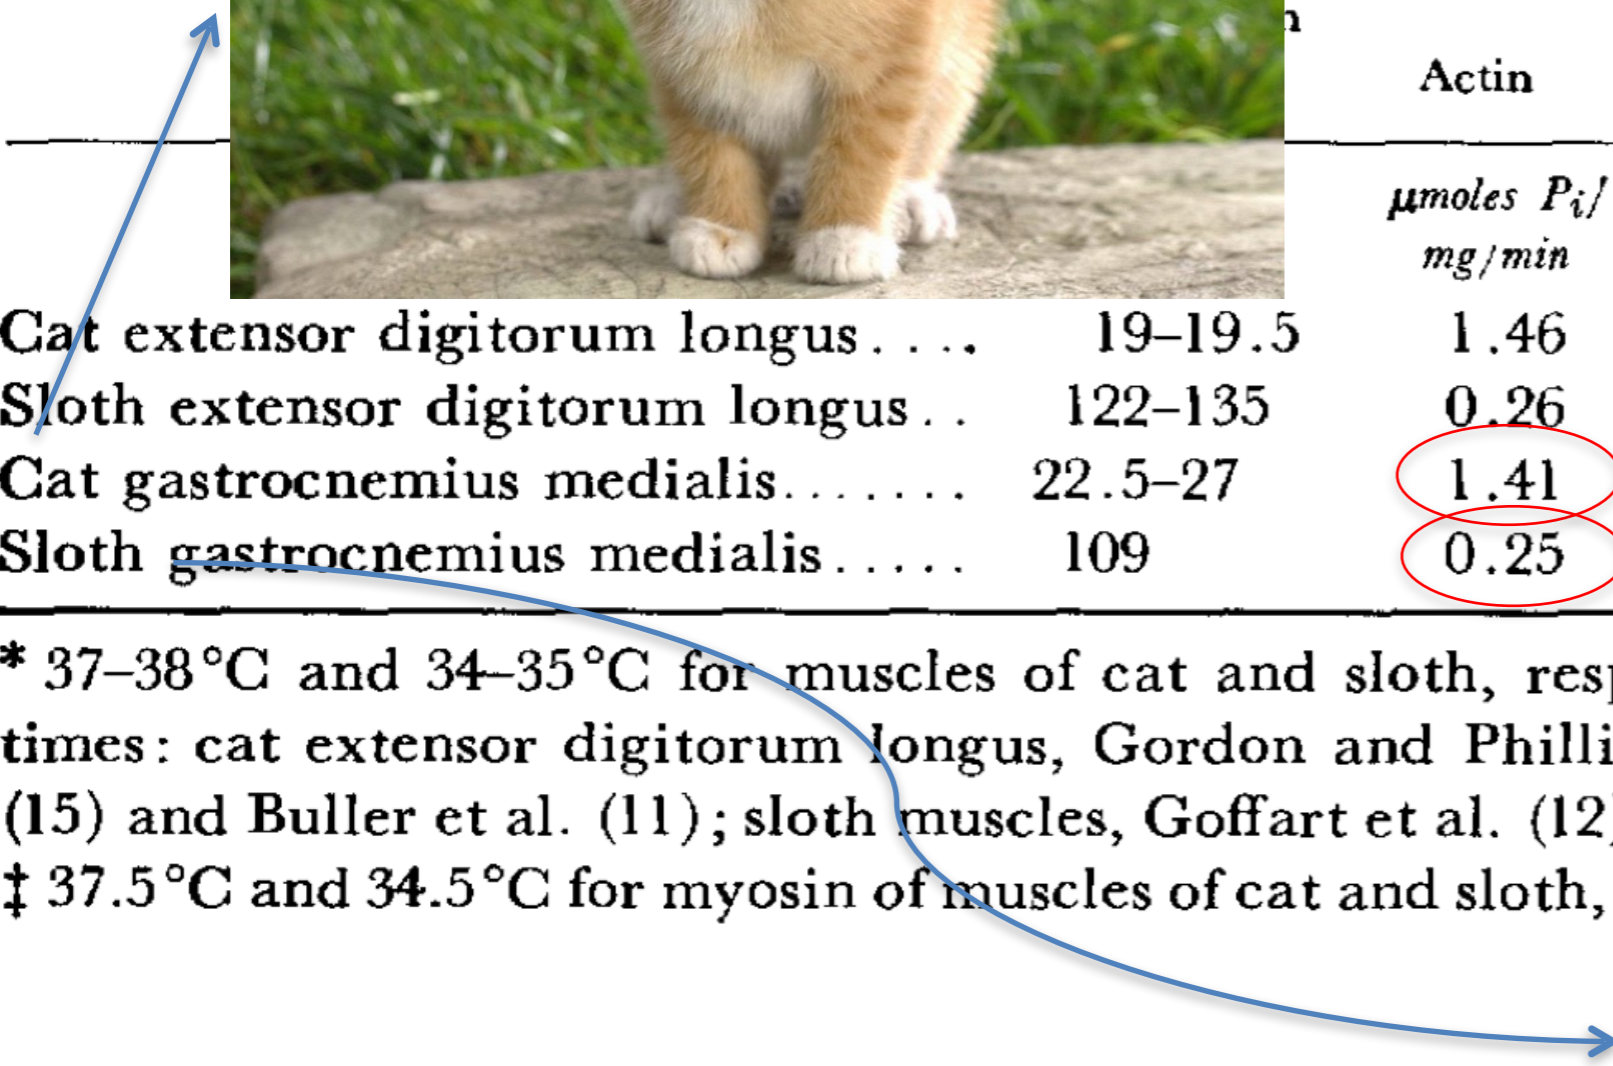 Actin
μmoles Pi/
mg/min
Cat extensor digitorum longus.... 19–19.5 1.46
Sloth extensor digitorum longus.. 122–135 0.26
Cat gastrocnemius medialis....... 22.5–27 1.41
Sloth gastrocnemius medialis..... 109 0.25
* 37–38°C and 34–35°C for muscles of cat and sloth,
times: cat extensor digitorum longus, Gordon and
(15) and Buller et al. (11); sloth muscles, Goffart et al. (12
‡ 37.5°C and 34.5°C for myosin of muscles of cat and sloth,